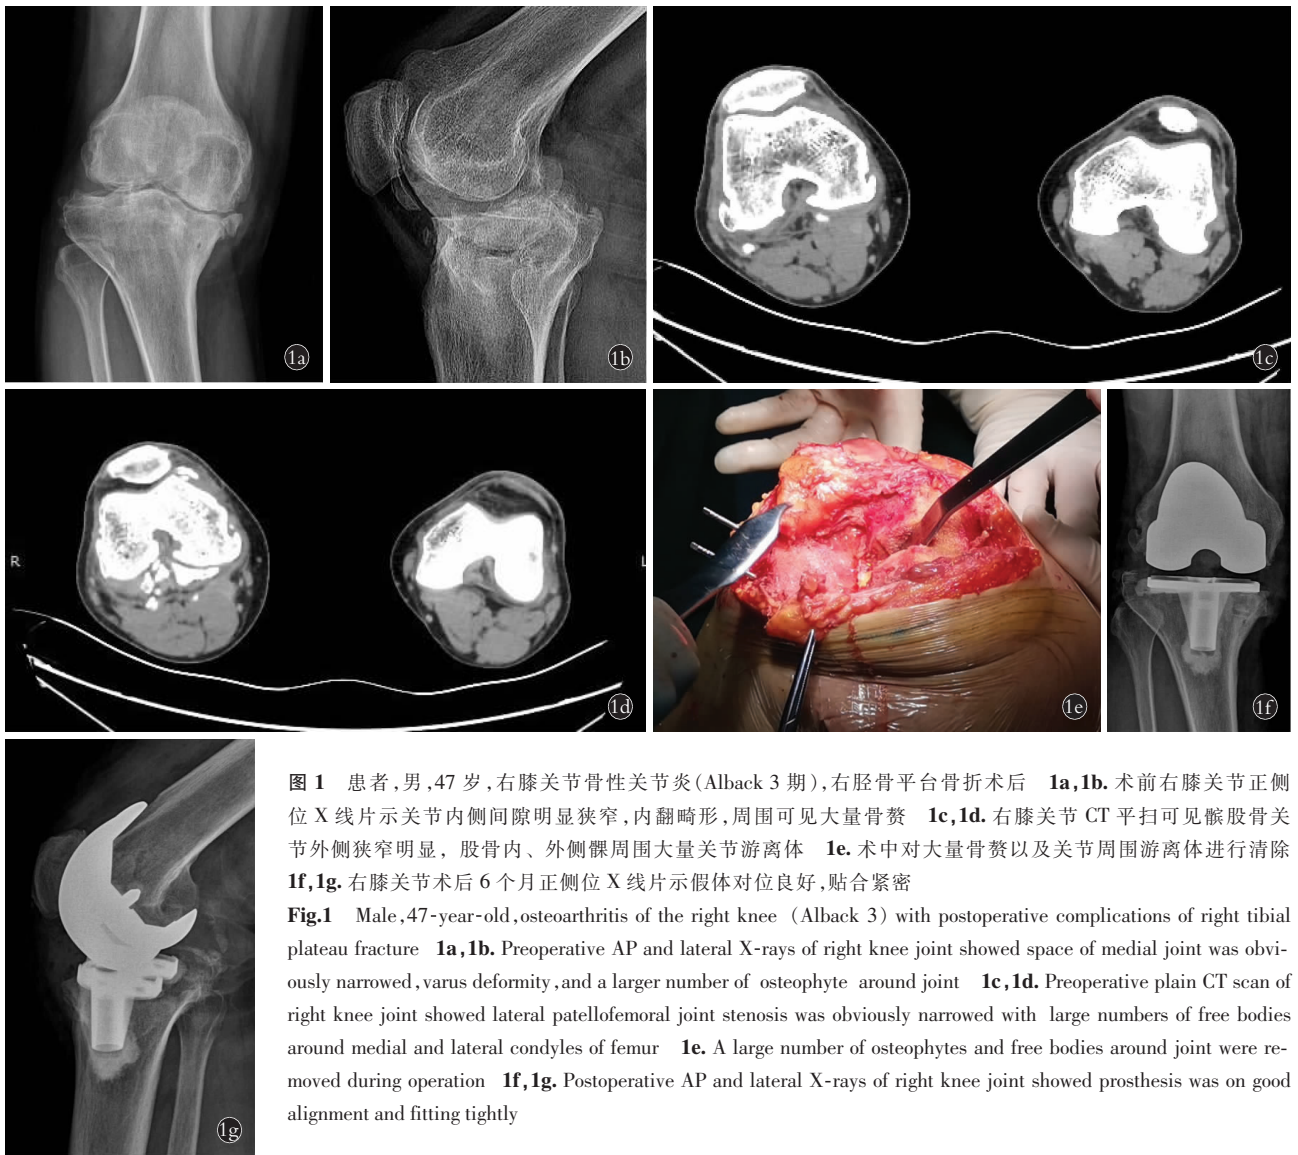 1a
1b
1c
R
L
1d
1e
1f
1g
图 1 患者,男,47 岁,右膝关节骨性关节炎(Alback 3 期),右胫骨平台骨折术后 1a,1b. 术前右膝关节正侧
位 X 线片示关节内侧间隙明显狭窄,内翻畸形,周围可见大量骨赘 1c,1d. 右膝关节 CT 平扫可见髌股骨关
节外侧狭窄明显, 股骨内、外侧髁周围大量关节游离体 1e. 术中对大量骨赘以及关节周围游离体进行清除
1f,1g. 右膝关节术后 6 个月正侧位 X 线片示假体对位良好,贴合紧密
Fig.1 Male,47-year-old,osteoarthritis of the right knee (Alback 3) with postoperative complications of right tibial
plateau fracture 1a,1b. Preoperative AP and lateral X-rays of right knee joint showed space of medial joint was obvi-
ously narrowed,varus deformity,and a larger number of osteophyte around joint 1c,1d. Preoperative plain CT scan of
right knee joint showed lateral patellofemoral joint stenosis was obviously narrowed with large numbers of free bodies
around medial and lateral condyles of femur 1e. A large number of osteophytes and free bodies around joint were re-
moved during operation 1f,1g. Postoperative AP and lateral X-rays of right knee joint showed prosthesis was on good
alignment and fitting tightly